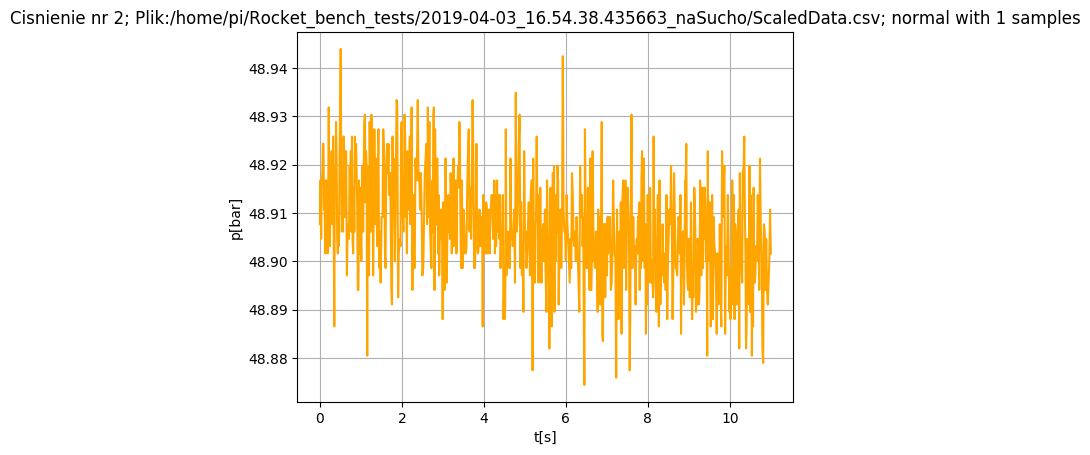 Cisnienie nr 2; Plik:/home/pi/Rocket_bench_tests/2019-04-03_16.54.38.435663_naSucho/ScaledData.csv; normal with 1 samples
48.94
48.93
48.92
48.91
48.90
48.89
48.88
p[bar]
0 2 4 6 8 10
t[s]